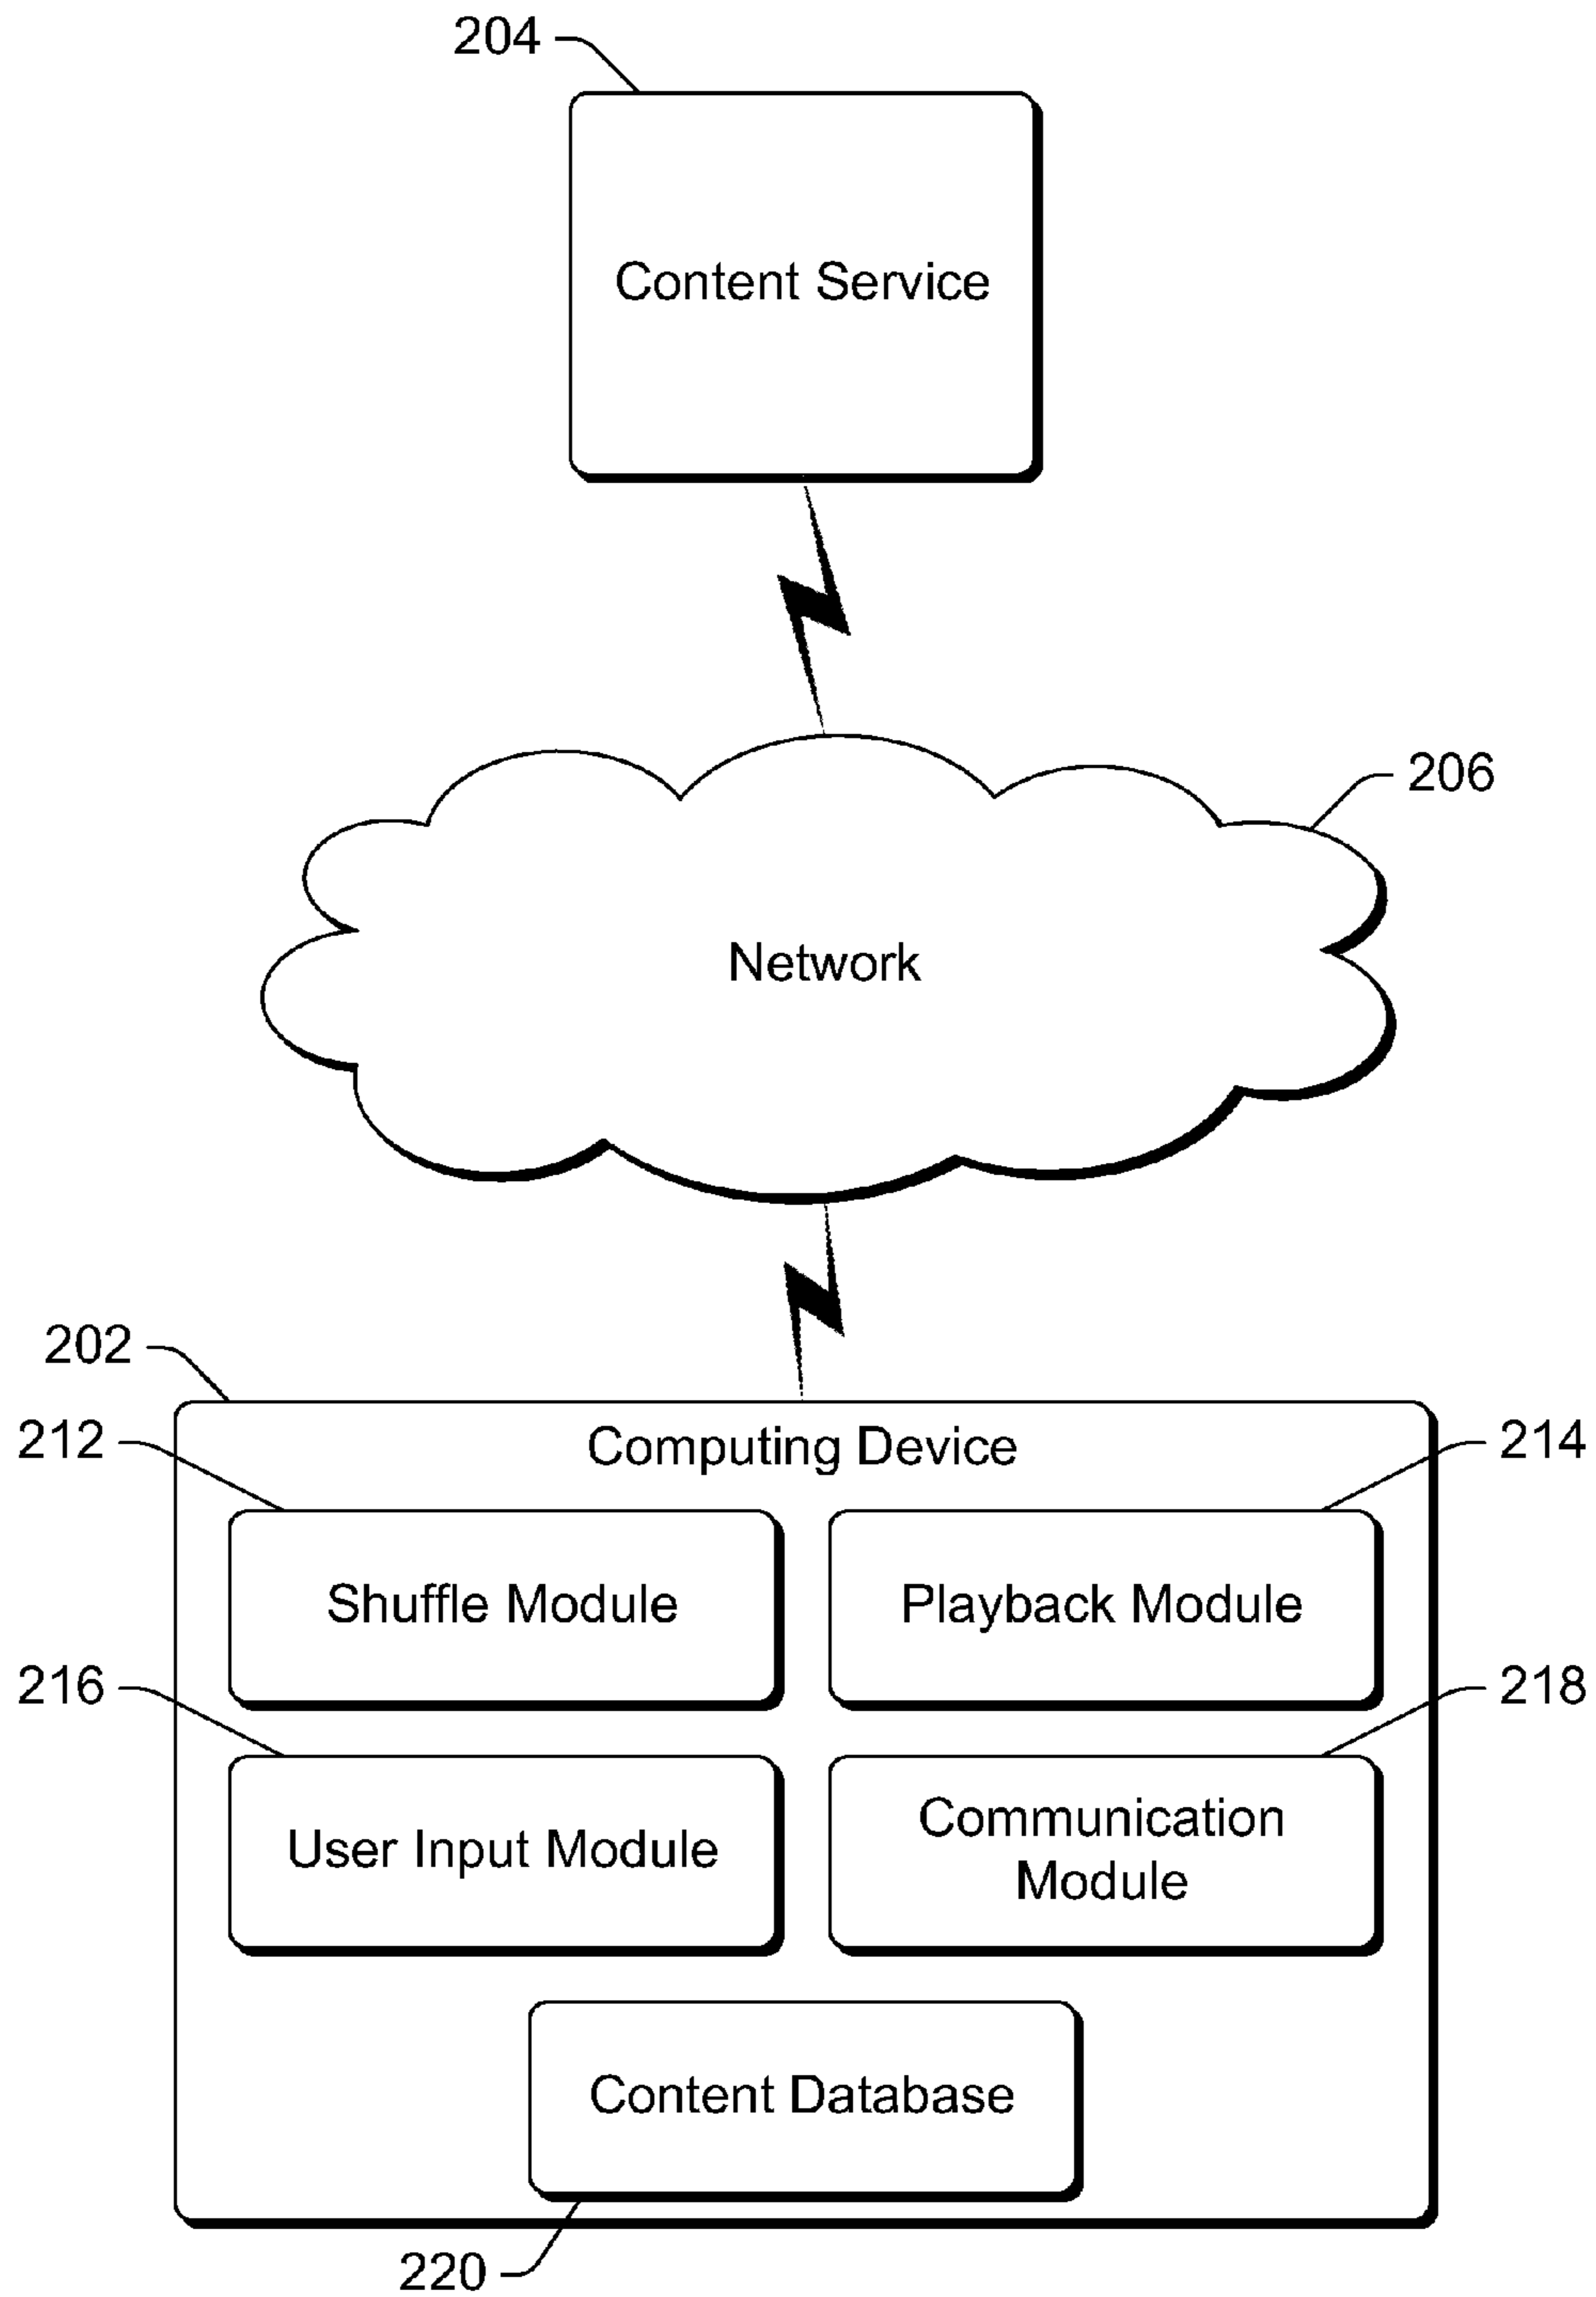 204
Content Service
206
Network
202
Computing Device
212
214
Shuffle Module
Playback Module
216
218
User Input Module
Communication
Module
Content Database
220